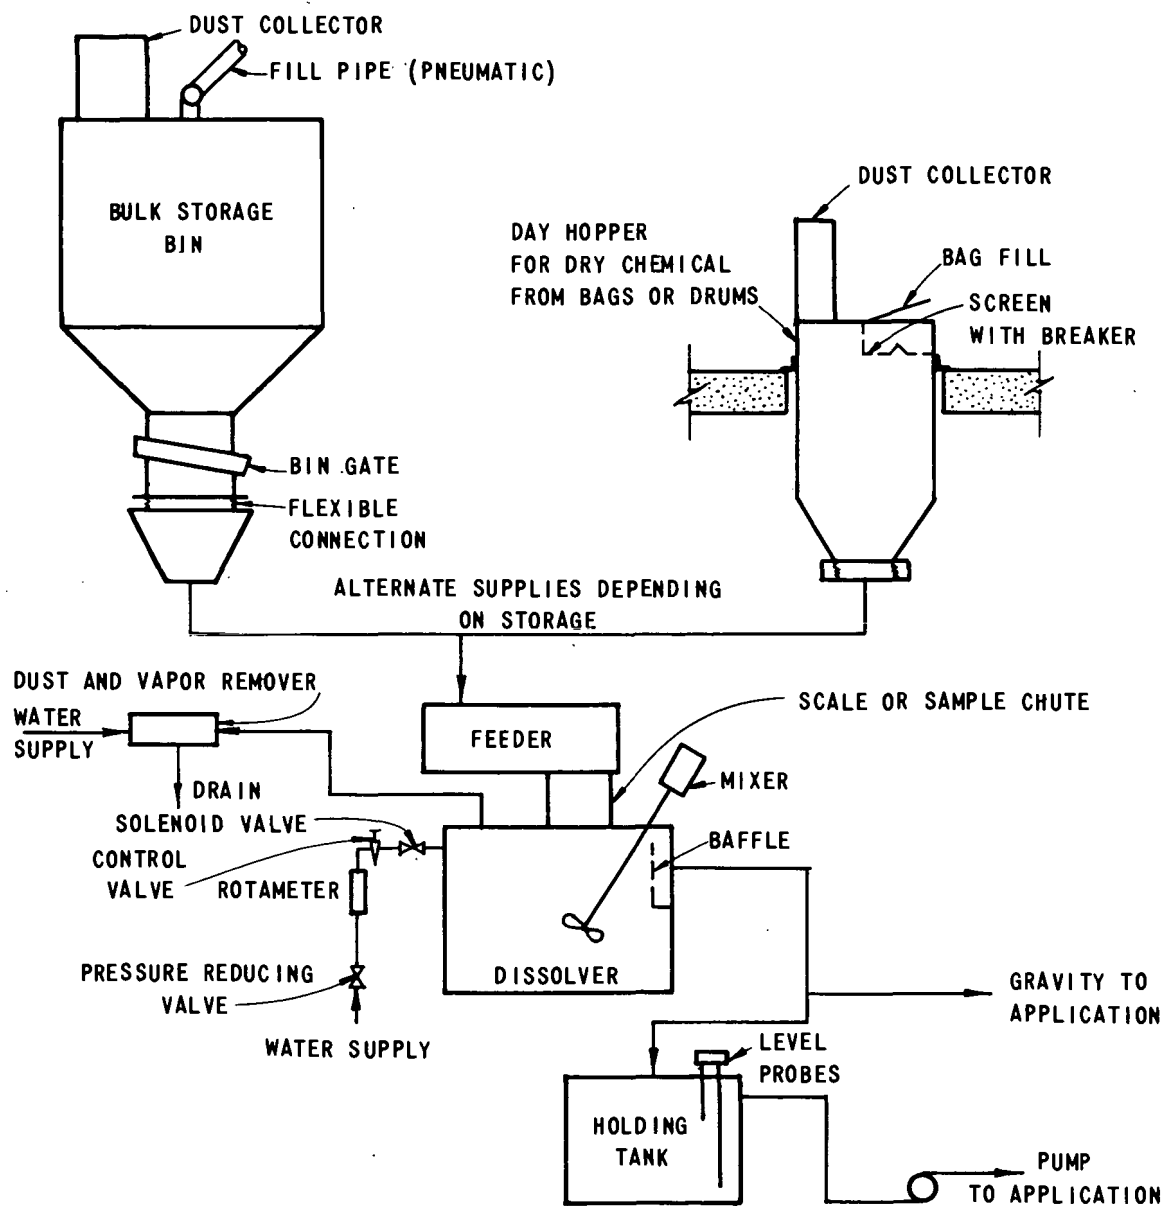 DUST COLLECTOR
FILL PIPE (PNEUMATIC)
BULK STORAGE
BIN
DUST COLLECTOR
DAY HOPPER
FOR DRY CHEMICAL
FROM BAGS OR DRUMS
BAG FILL
SCREEN
WITH BREAKER
BIN GATE
FLEXIBLE
CONNECTION
ALTERNATE SUPPLIES DEPENDING
ON STORAGE
DUST AND VAPOR REMOVER
WATER
SUPPLY
DRAIN
FEEDER
SCALE OR SAMPLE CHUTE
MIXER
SOLENOID VALVE
CONTROL
VALVE
ROTAMETER
BAFFLE
PRESSURE REDUCING
VALVE
DISSOLVER
WATER SUPPLY
GRAVITY TO
APPLICATION
LEVEL
PROBES
HOLDING
TANK
PUMP
TO APPLICATION